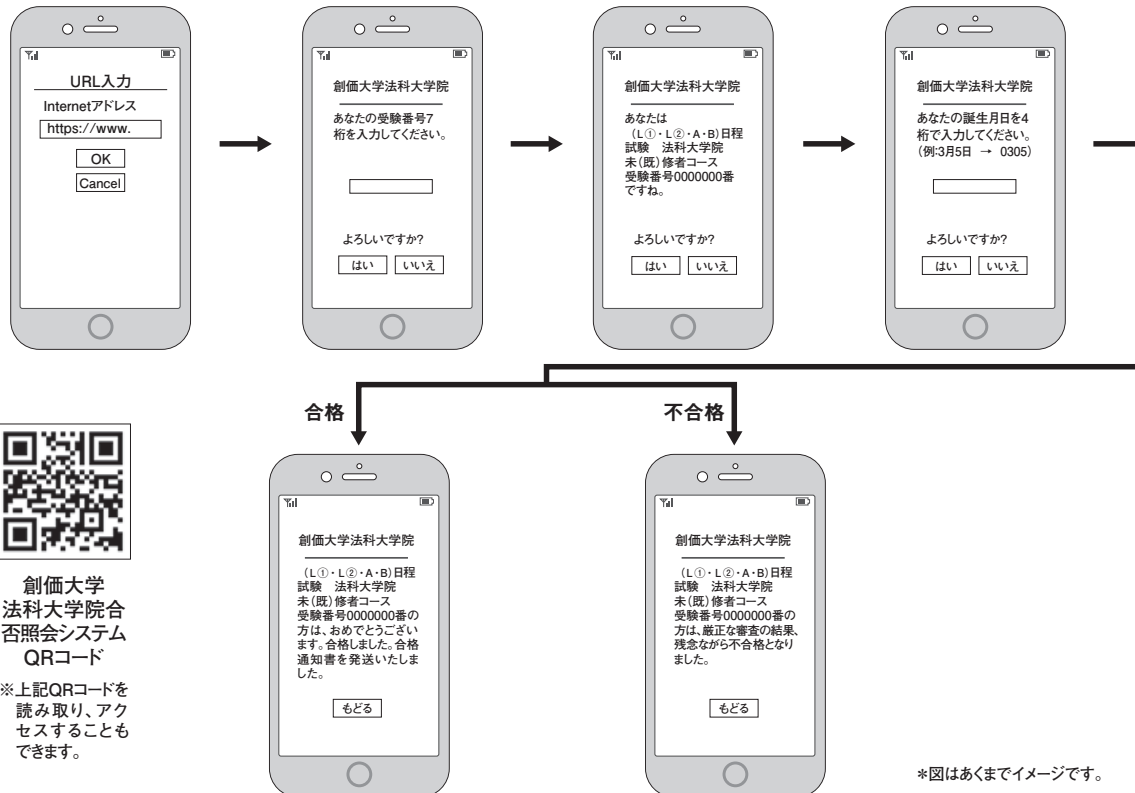 URL入力
Internetアドレス
https://www.
OK
Cancel
創価大学法科大学院
あなたの受験番号7
桁を入力してください。
よろしいですか?
はい いいえ
創価大学法科大学院
あなたは
(L①・L②・A・B)日程
試験 法科大学院
未(既)修者コース
受験番号0000000番
ですね。
よろしいですか?
はい いいえ
創価大学法科大学院
あなたの誕生月日を4
桁で入力してください。
(例:3月5日 → 0305)
よろしいですか?
はい いいえ
合格
不合格
創価大学法科大学院
(L①・L②・A・B)日程
試験 法科大学院
未(既)修者コース
受験番号0000000番の
方は、おめでとうござい
ます。合格しました。合格
通知書を発送いたしま
した。
もどる
創価大学法科大学院
(L①・L②・A・B)日程
試験 法科大学院
未(既)修者コース
受験番号0000000番の
方は、厳正な審査の結果、
残念ながら不合格となり
ました。
もどる
創価大学
法科大学院合
否照会システム
QRコード
※上記QRコードを
読み取り、アク
セスすることも
できます。
*図はあくまでイメージです。